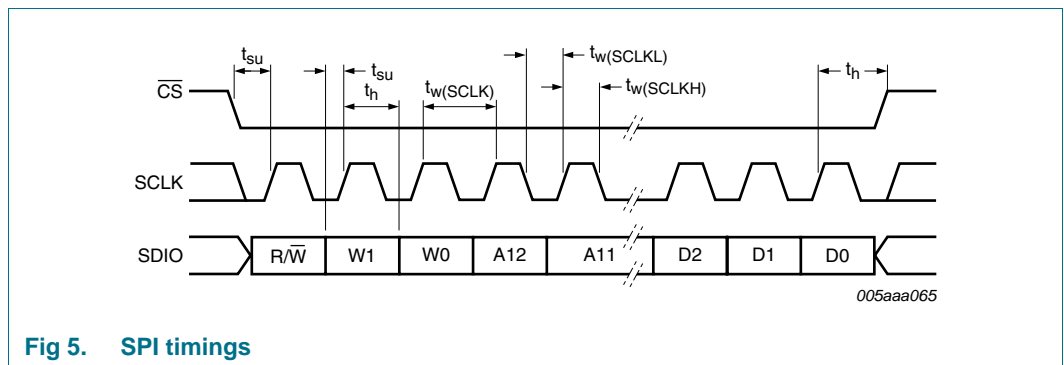 tsu
tsu
tw(SCLKL)
th
CS
th
tw(SCLK)
tw(SCLKH)
SCLK
SDIO R/W W1 W0 A12 A11 D2 D1 D0
005aaa065
Fig 5. SPI timings